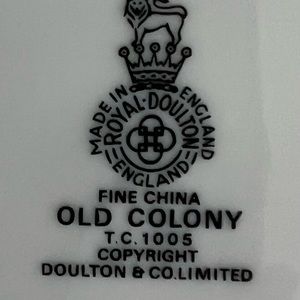 MADE IN ENGLAND
ROYAL·DOULTON
ENGLAND
FINE CHINA
OLD COLONY
T.C.1005
COPYRIGHT
DOULTON & CO.LIMITED